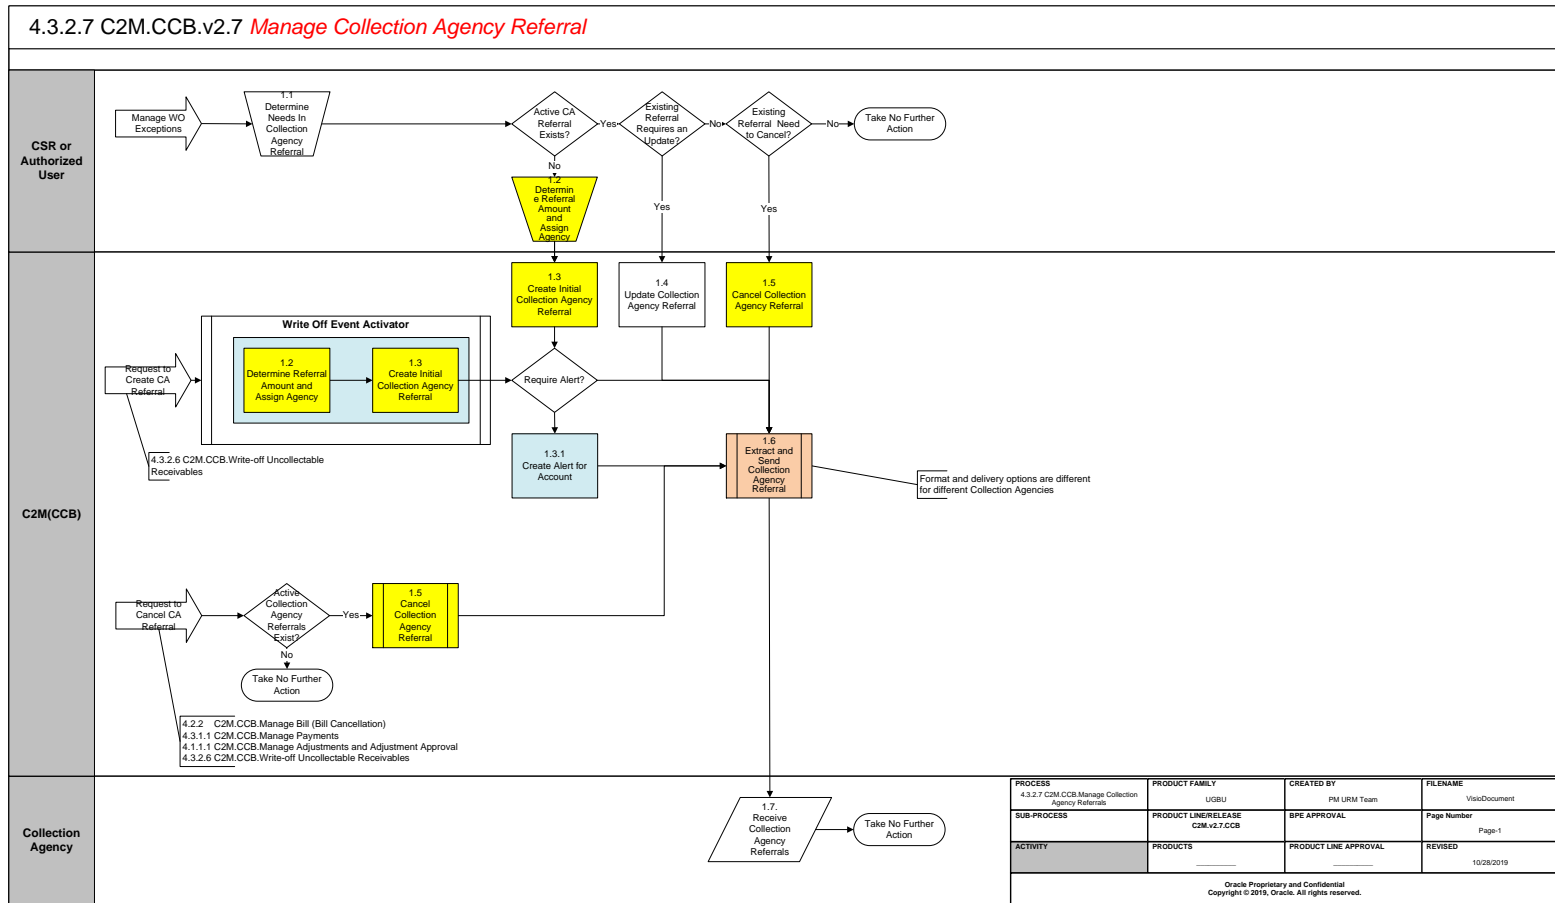 4.3.2.7 C2M.CCB.v2.7 Manage Collection Agency Referral
CSR or
Authorized
User
Manage WO
Exceptions
1.1
Determine
Needs In
Collection
Agency
Referral
Active CA
Referral
Exists?
Yes
Existing
Referral
Requires an
Update?
No
Existing
Referral Need
to Cancel?
No
Take No Further
Action
No
1.2
Determin
e Referral
Amount
and
Assign
Agency
Yes
Yes
C2M(CCB)
1.3
Create Initial
Collection Agency
Referral
1.4
Update Collection
Agency Referral
1.5
Cancel Collection
Agency Referral
Write Off Event Activator
Request to
Create CA
Referral
1.2
Determine Referral
Amount and
Assign Agency
1.3
Create Initial
Collection Agency
Referral
Require Alert?
4.3.2.6 C2M.CCB.Write-off Uncollectable
Receivables
1.3.1
Create Alert for
Account
1.6
Extract and
Send
Collection
Agency
Referral
Format and delivery options are different
for different Collection Agencies
Request to
Cancel CA
Referral
Active
Collection
Agency
Referrals
Exist?
Yes
1.5
Cancel
Collection
Agency
Referral
No
Take No Further
Action
4.2.2 C2M.CCB.Manage Bill (Bill Cancellation)
4.3.1.1 C2M.CCB.Manage Payments
4.1.1.1 C2M.CCB.Manage Adjustments and Adjustment Approval
4.3.2.6 C2M.CCB.Write-off Uncollectable Receivables
Collection
Agency
1.7.
Receive
Collection
Agency
Referrals
Take No Further
Action
PROCESS
4.3.2.7 C2M.CCB.Manage Collection
Agency Referrals
PRODUCT FAMILY
UGBU
CREATED BY
PM URM Team
FILENAME
VisioDocument
SUB-PROCESS
PRODUCT LINE/RELEASE
C2M.v2.7.CCB
BPE APPROVAL
Page Number
Page-1
ACTIVITY
PRODUCTS
PRODUCT LINE APPROVAL
REVISED
10/28/2019
Oracle Proprietary and Confidential
Copyright © 2019, Oracle. All rights reserved.